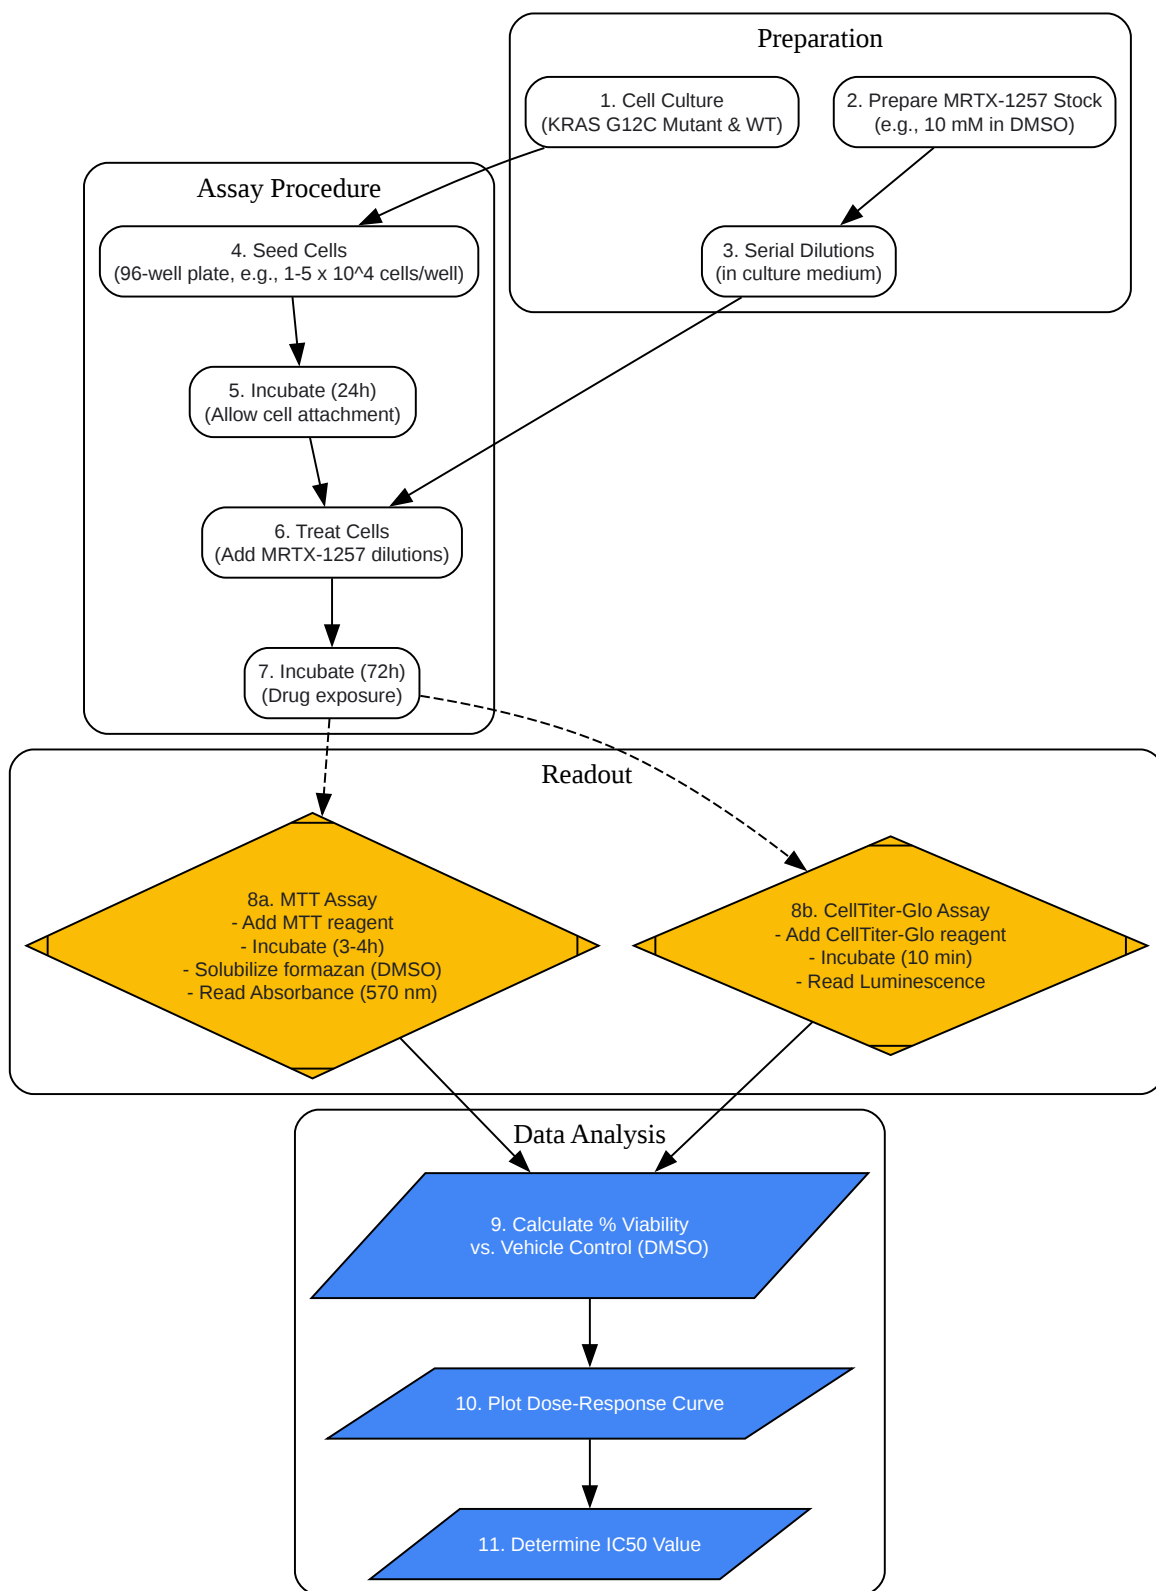 Preparation
1. Cell Culture
(KRAS G12C Mutant & WT)
2. Prepare MRTX-1257 Stock
(e.g., 10 mM in DMSO)
3. Serial Dilutions
(in culture medium)
Assay Procedure
4. Seed Cells
(96-well plate, e.g., 1-5 x 10^4 cells/well)
5. Incubate (24h)
(Allow cell attachment)
6. Treat Cells
(Add MRTX-1257 dilutions)
7. Incubate (72h)
(Drug exposure)
Readout
8a. MTT Assay
- Add MTT reagent
- Incubate (3-4h)
- Solubilize formazan (DMSO)
- Read Absorbance (570 nm)
8b. CellTiter-Glo Assay
- Add CellTiter-Glo reagent
- Incubate (10 min)
- Read Luminescence
Data Analysis
9. Calculate % Viability
vs. Vehicle Control (DMSO)
10. Plot Dose-Response Curve
11. Determine IC50 Value